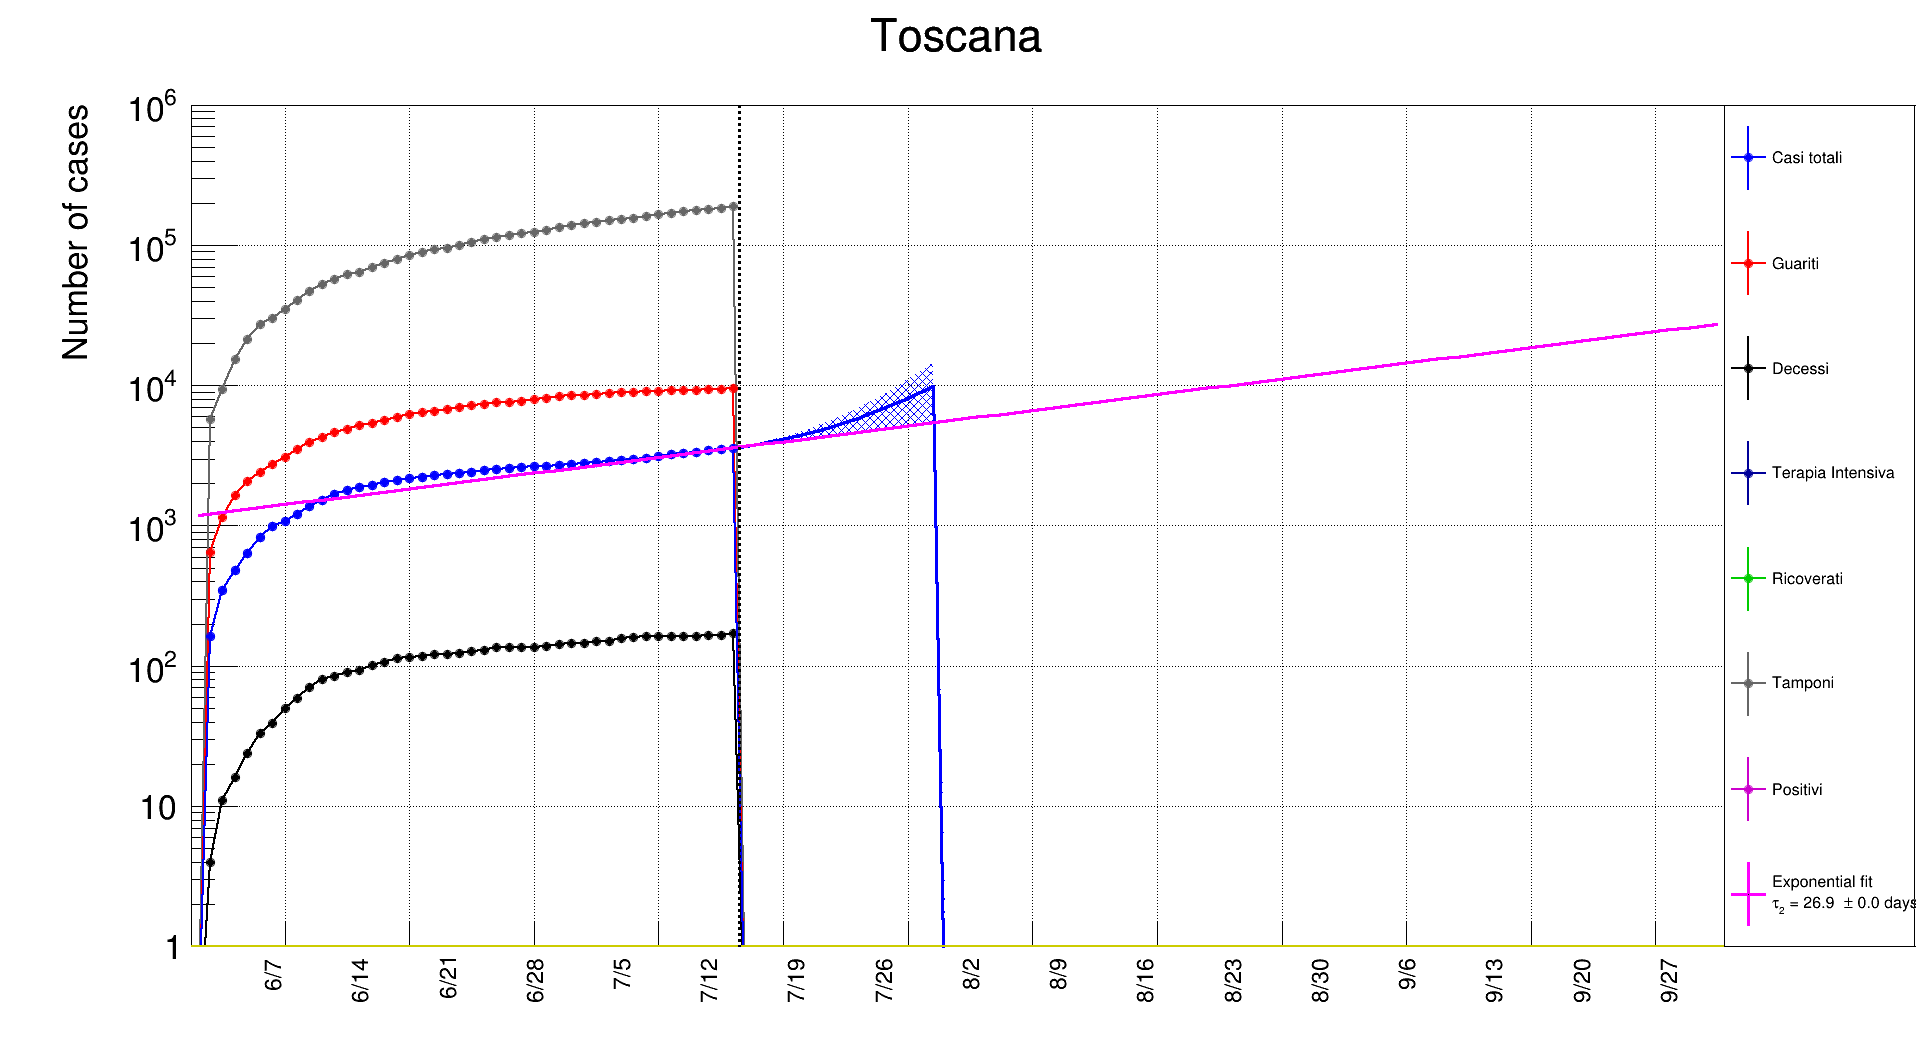 Toscana
Number of cases
10^6
10^5
10^4
10^3
10^2
10
1
6/7
6/14
6/21
6/28
7/5
7/12
7/19
7/26
8/2
8/9
8/16
8/23
8/30
9/6
9/13
9/20
9/27
Casi totali
Guariti
Decessi
Terapia Intensiva
Ricoverati
Tamponi
Positivi
Exponential fit
τ_2 = 26.9 ± 0.0 days